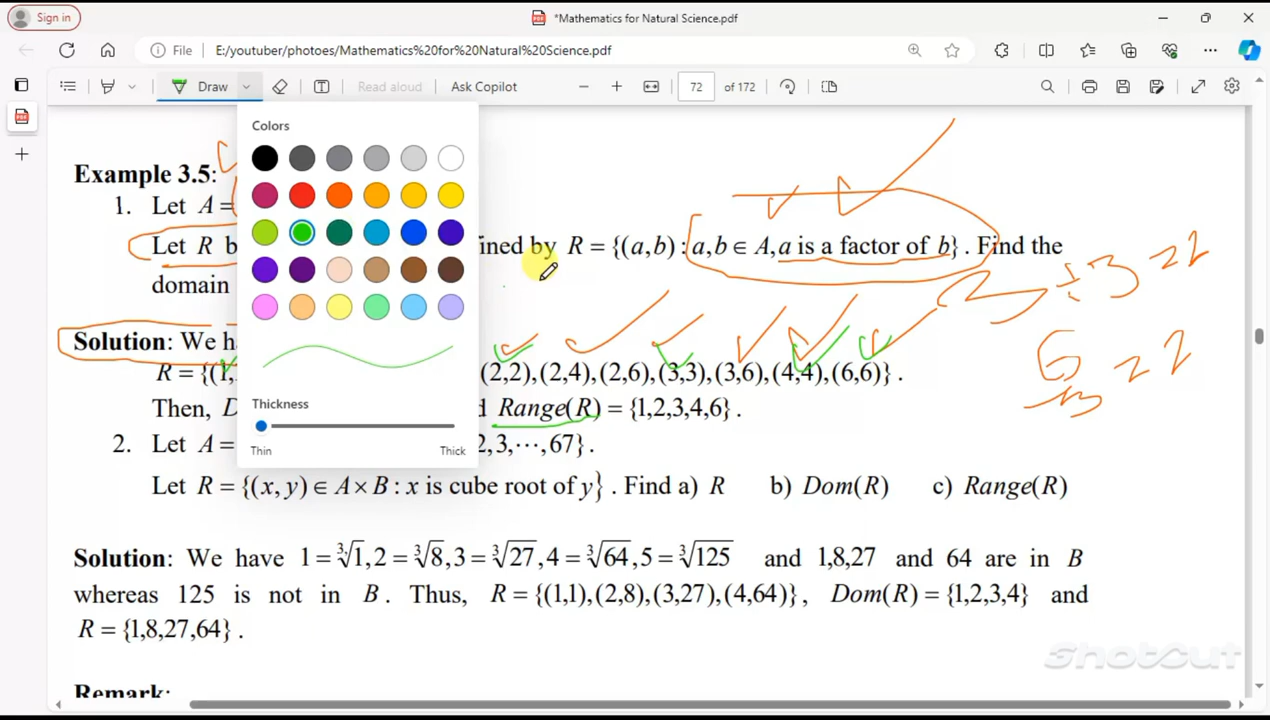 Sign in
*Mathematics for Natural Science.pdf
File E:/youtuber/photoes/Mathematics%20for%20Natural%20Science.pdf
Draw Read aloud Ask Copilot 72 of 172
Colors
Thickness
Thin Thick
Example 3.5:
1. Let A =
Let R b fined by R = {(a,b) : a,b ∈ A, a is a factor of b} . Find the
domain
÷3 = 2
Solution: We h
6/3 = 2
R = {(1, (2,2),(2,4),(2,6),(3,3),(3,6),(4,4),(6,6)} .
Then, D d Range(R) = {1,2,3,4,6} .
2. Let A = 2,3,⋯,67} .
Let R = {(x, y) ∈ A × B : x is cube root of y} . Find a) R b) Dom(R) c) Range(R)
Solution: We have 1 = ∛1, 2 = ∛8, 3 = ∛27, 4 = ∛64, 5 = ∛125 and 1,8,27 and 64 are in B
whereas 125 is not in B . Thus, R = {(1,1),(2,8),(3,27),(4,64)} , Dom(R) = {1,2,3,4} and
R = {1,8,27,64} .
Remark:
Shotcut